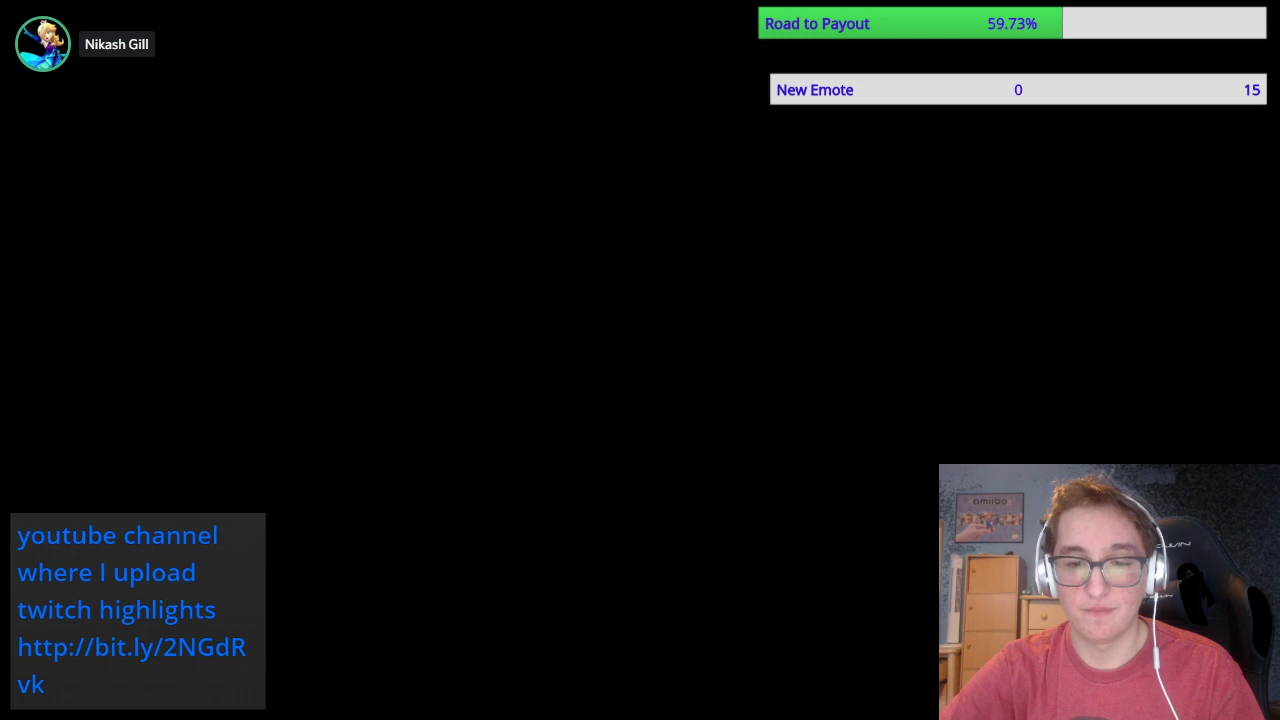 Nikash Gill
Road to Payout 59.73%
New Emote 0 15
amiibo
youtube channel
where I upload
twitch highlights
http://bit.ly/2NGdR
vk